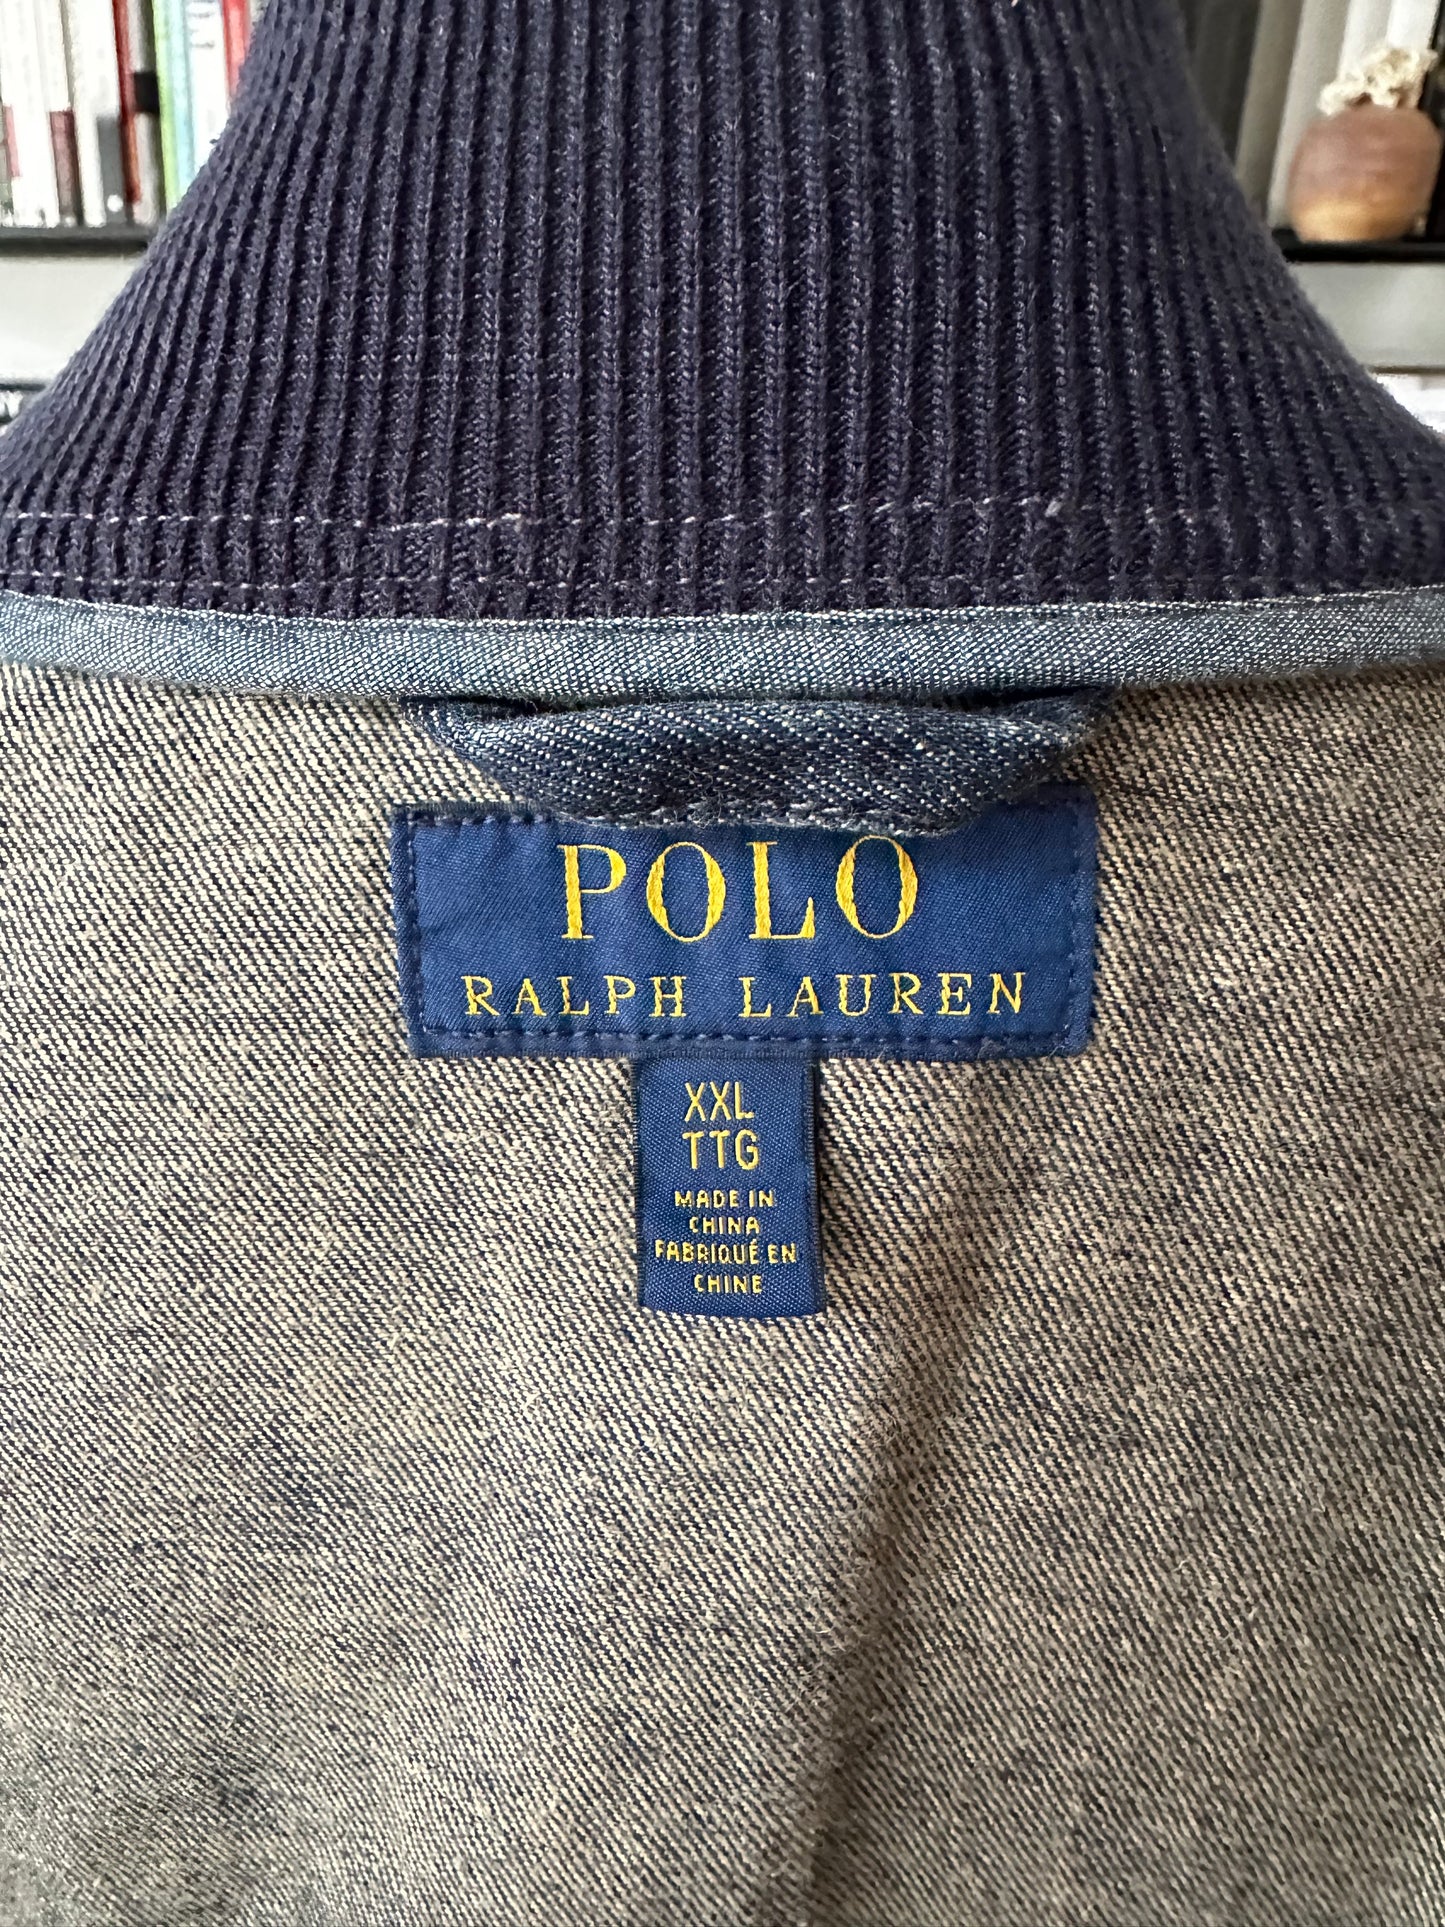 POLO
RALPH LAUREN
XXL
TTG
MADE IN
CHINA
FABRIQUÉ EN
CHINE